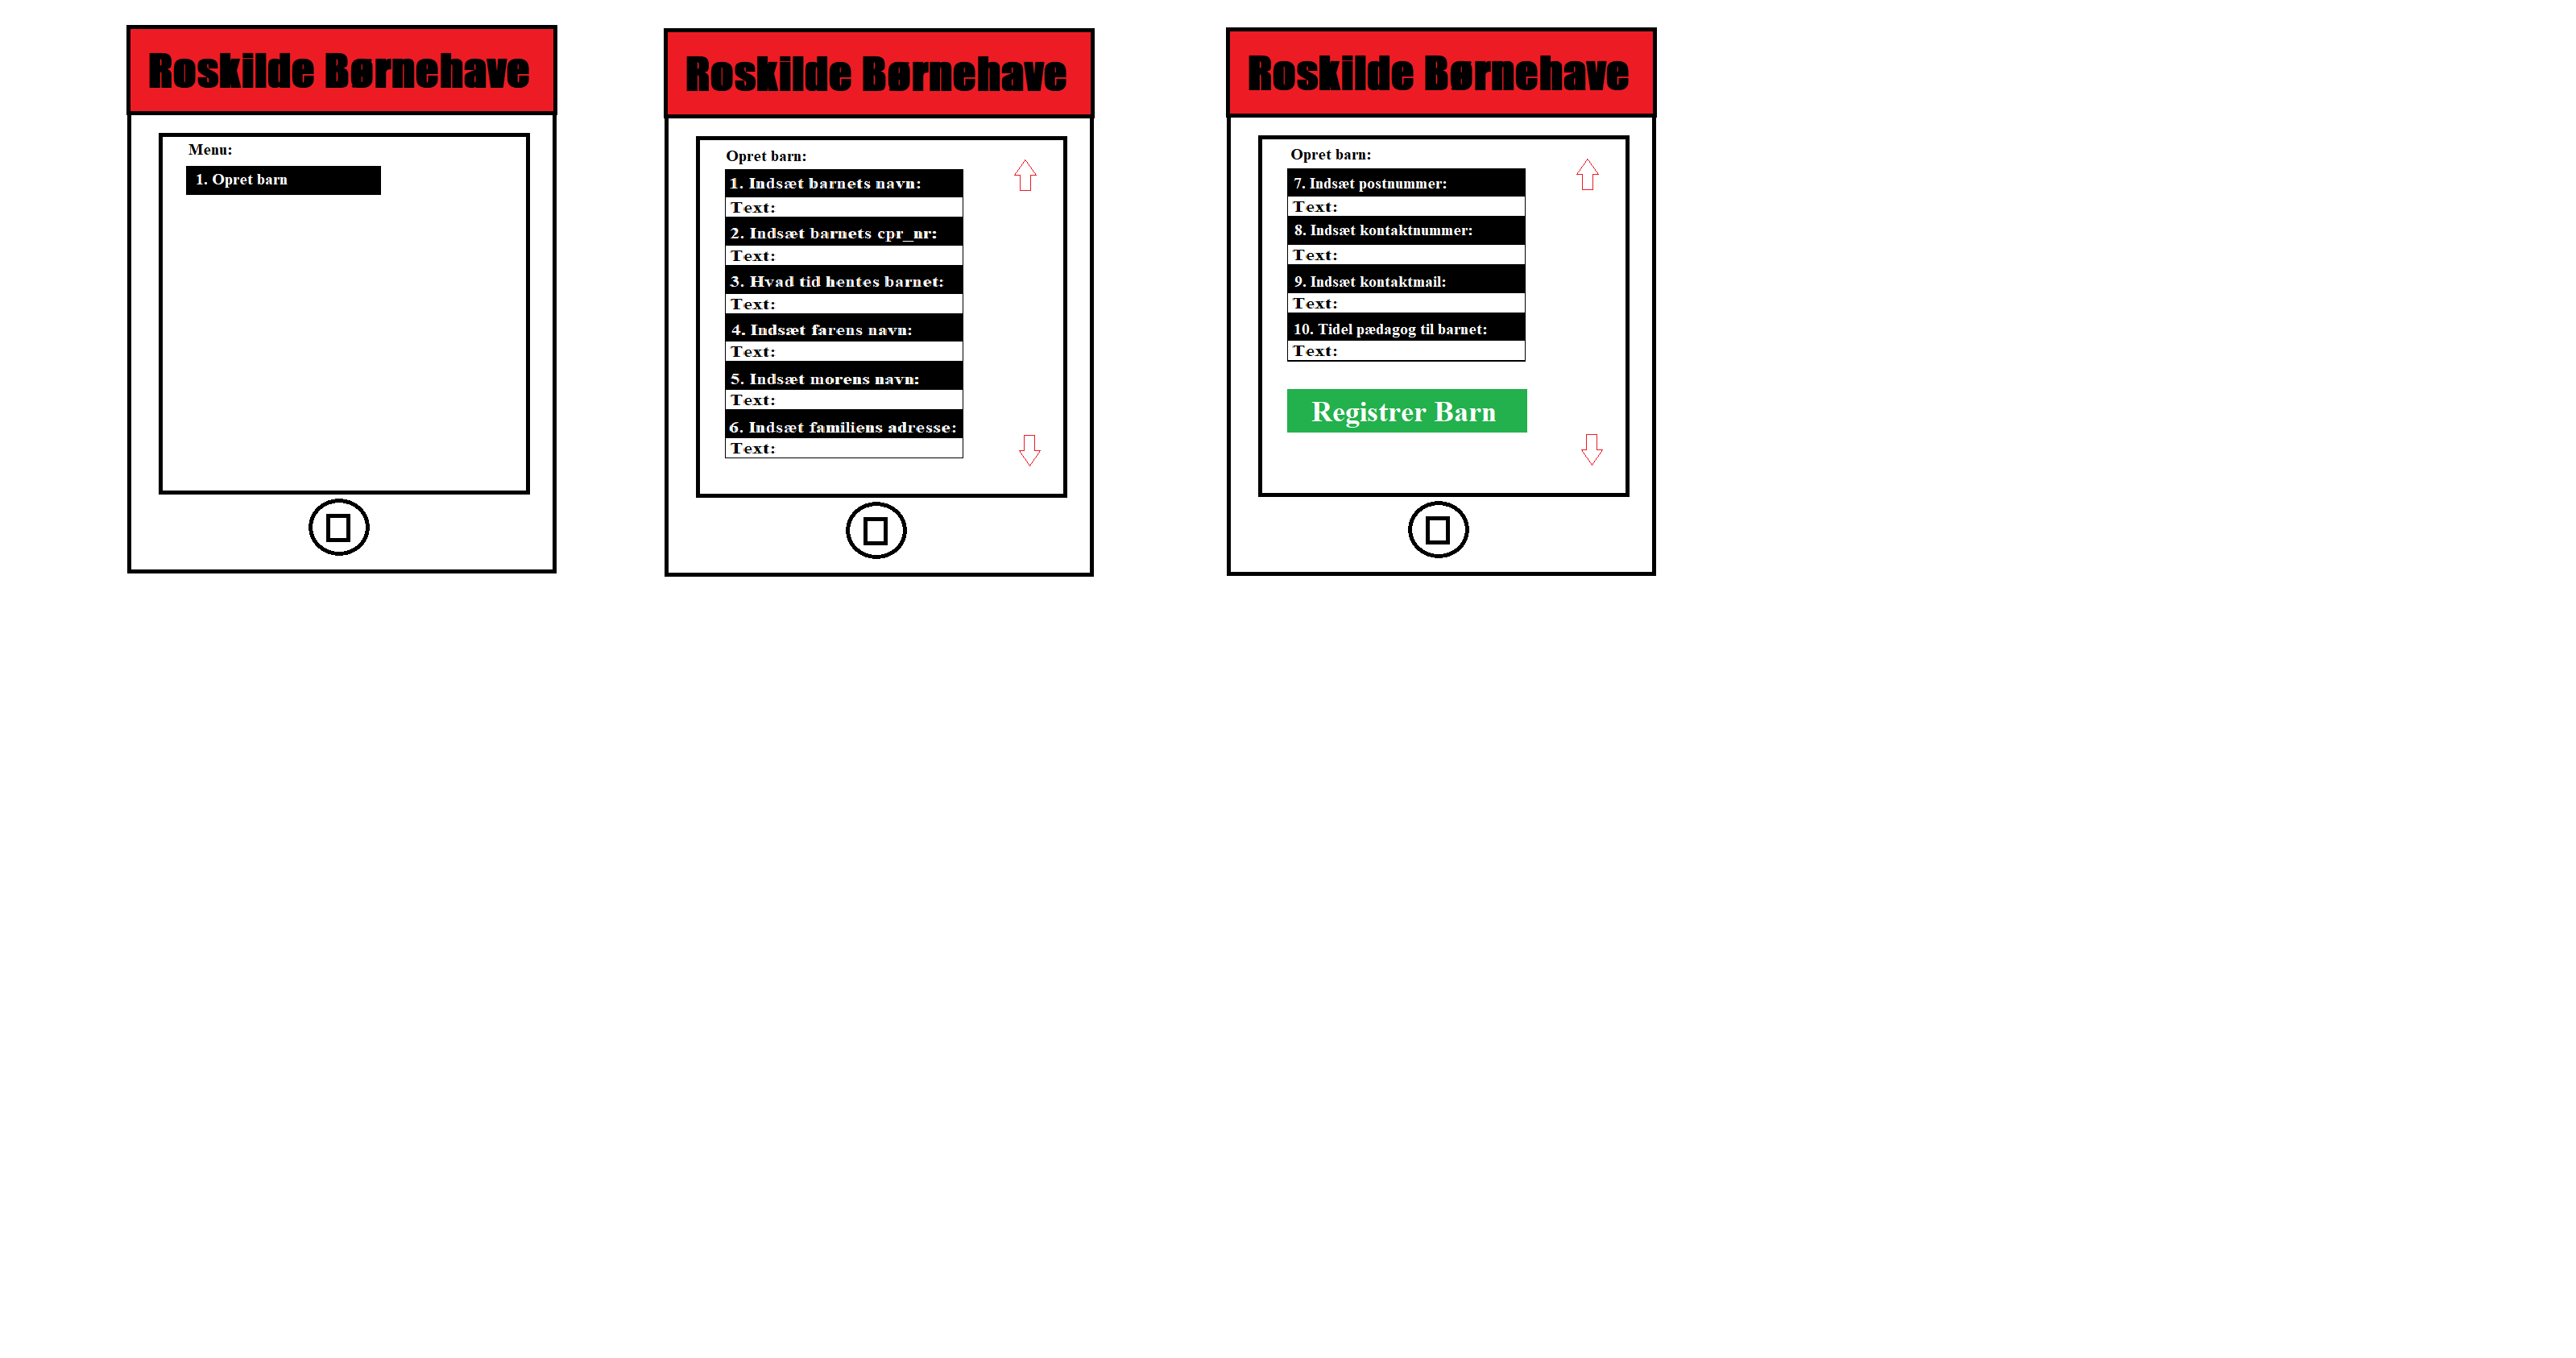 Roskilde Børnehave
Menu:
1. Opret barn
Roskilde Børnehave
Opret barn:
1. Indsæt barnets navn:
Text:
2. Indsæt barnets cpr_nr:
Text:
3. Hvad tid hentes barnet:
Text:
4. Indsæt farens navn:
Text:
5. Indsæt morens navn:
Text:
6. Indsæt familiens adresse:
Text:
Roskilde Børnehave
Opret barn:
7. Indsæt postnummer:
Text:
8. Indsæt kontaktnummer:
Text:
9. Indsæt kontaktmail:
Text:
10. Tidel pædagog til barnet:
Text:
Registrer Barn